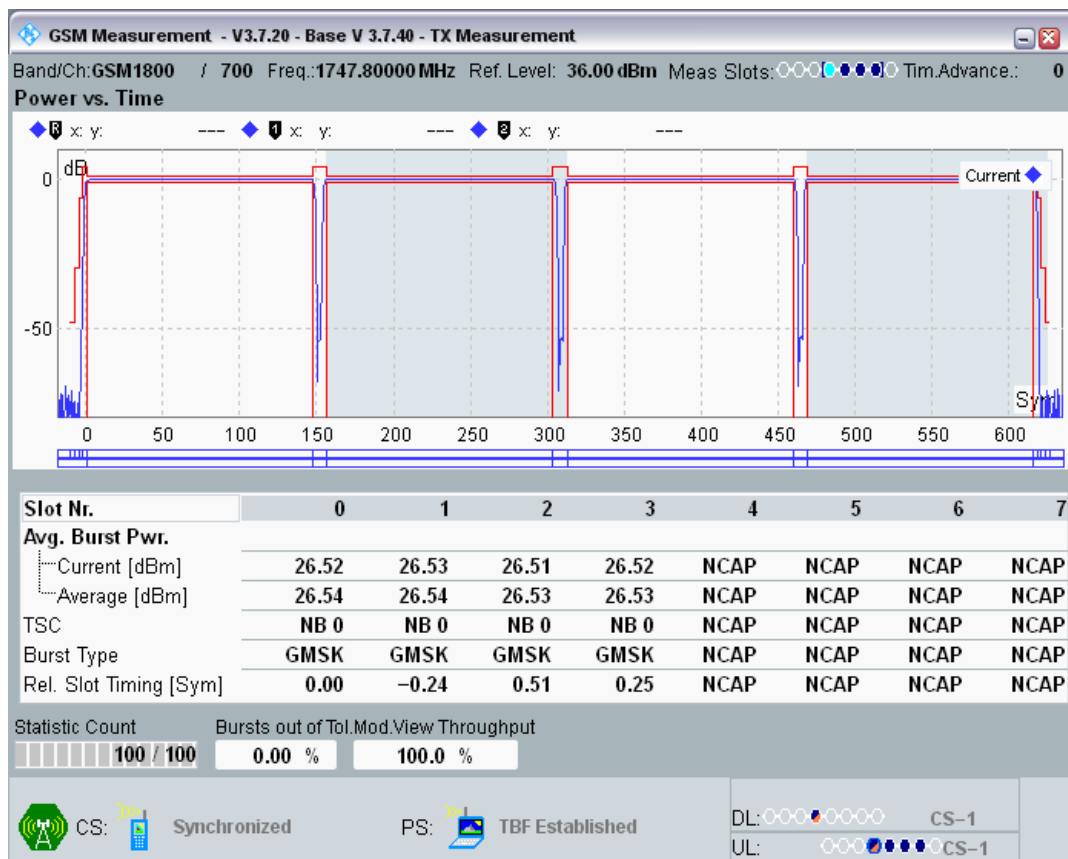 GSM Measurement - V3.7.20 - Base V 3.7.40 - TX Measurement
Band/Ch:GSM1800 / 700 Freq.:1747.80000 MHz Ref. Level: 36.00 dBm Meas Slots: Tim.Advance.: 0
Power vs. Time
R x: y: --- 1 x: y: --- 2 x: y: ---
dB
Current
0
-50
Sym
0 50 100 150 200 250 300 350 400 450 500 550 600
Slot Nr. 0 1 2 3 4 5 6 7
Avg. Burst Pwr.
Current [dBm] 26.52 26.53 26.51 26.52 NCAP NCAP NCAP NCAP
Average [dBm] 26.54 26.54 26.53 26.53 NCAP NCAP NCAP NCAP
TSC NB 0 NB 0 NB 0 NB 0 NCAP NCAP NCAP NCAP
Burst Type GMSK GMSK GMSK GMSK NCAP NCAP NCAP NCAP
Rel. Slot Timing [Sym] 0.00 −0.24 0.51 0.25 NCAP NCAP NCAP NCAP
Statistic Count Bursts out of Tol. Mod.View Throughput
100 / 100 0.00 % 100.0 %
CS: Synchronized PS: TBF Established
DL: CS−1
UL: CS−1